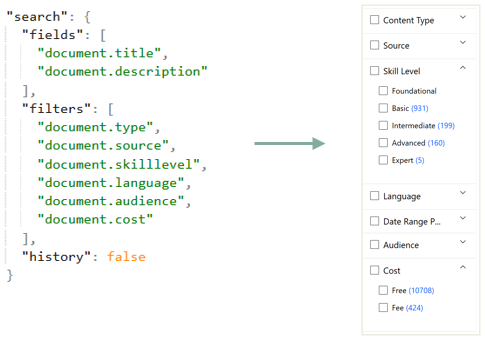 "search": {
"fields": [
"document.title",
"document.description"
],
"filters": [
"document.type",
"document.source",
"document.skilllevel",
"document.language",
"document.audience",
"document.cost"
],
"history": false
}
Content Type
Source
Skill Level
Foundational
Basic (931)
Intermediate (199)
Advanced (160)
Expert (5)
Language
Date Range P...
Audience
Cost
Free (10708)
Fee (424)